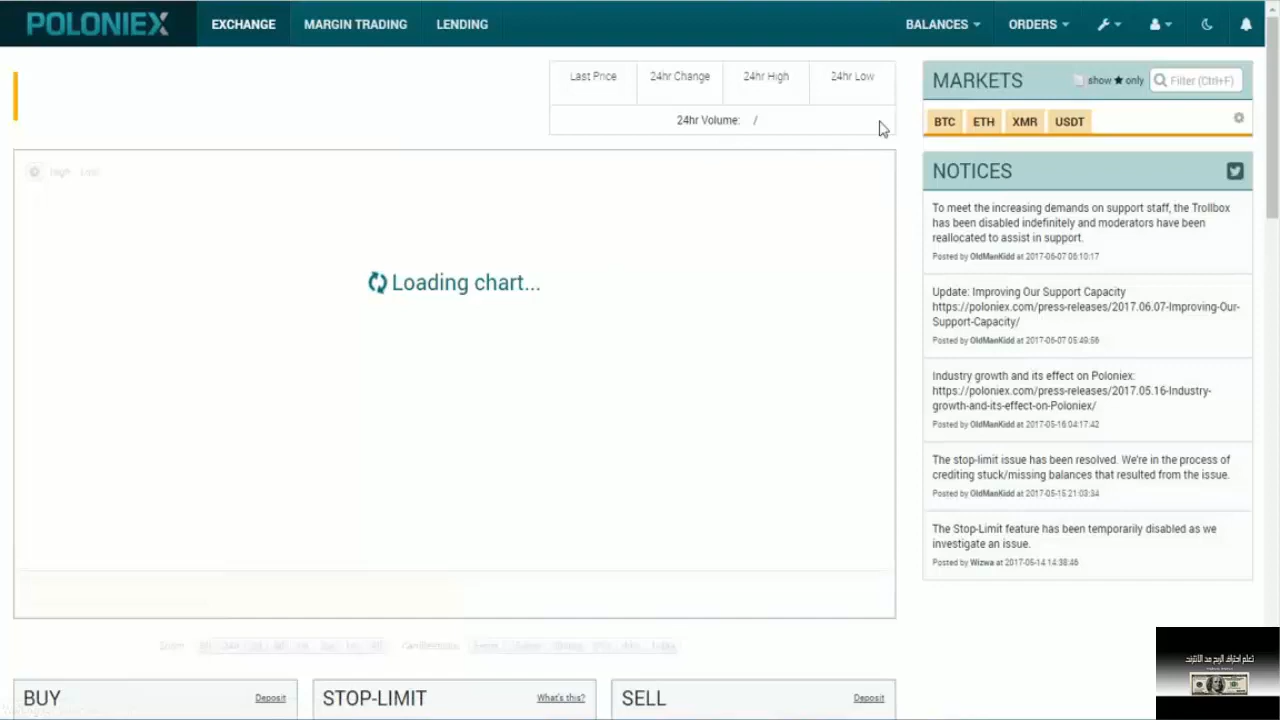 POLONIEX
EXCHANGE
MARGIN TRADING
LENDING
BALANCES
ORDERS
Last Price
24hr Change
24hr High
24hr Low
24hr Volume: /
MARKETS
show ★ only
Filter (Ctrl+F)
BTC
ETH
XMR
USDT
High Low
Loading chart...
NOTICES
To meet the increasing demands on support staff, the Trollbox
has been disabled indefinitely and moderators have been
reallocated to assist in support.
Posted by OldManKidd at 2017-06-07 06:10:17
Update: Improving Our Support Capacity
https://poloniex.com/press-releases/2017.06.07-Improving-Our-
Support-Capacity/
Posted by OldManKidd at 2017-06-07 05:49:56
Industry growth and its effect on Poloniex:
https://poloniex.com/press-releases/2017.05.16-Industry-
growth-and-its-effect-on-Poloniex/
Posted by OldManKidd at 2017-05-16 04:17:42
The stop-limit issue has been resolved. We're in the process of
crediting stuck/missing balances that resulted from the issue.
Posted by OldManKidd at 2017-05-15 21:03:34
The Stop-Limit feature has been temporarily disabled as we
investigate an issue.
Posted by Wizwa at 2017-05-14 14:38:46
Zoom
Candlesticks
BUY
Deposit
STOP-LIMIT
What's this?
SELL
Deposit
تعلم احتراف الربح من الانترنت